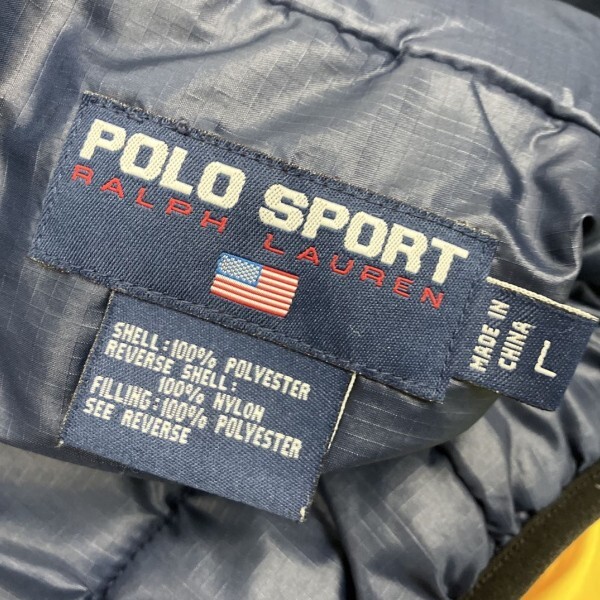 POLO SPORT
RALPH LAUREN
MADE IN
CHINA
L
SHELL:100% POLYESTER
REVERSE SHELL:
100% NYLON
FILLING:100% POLYESTER
SEE REVERSE